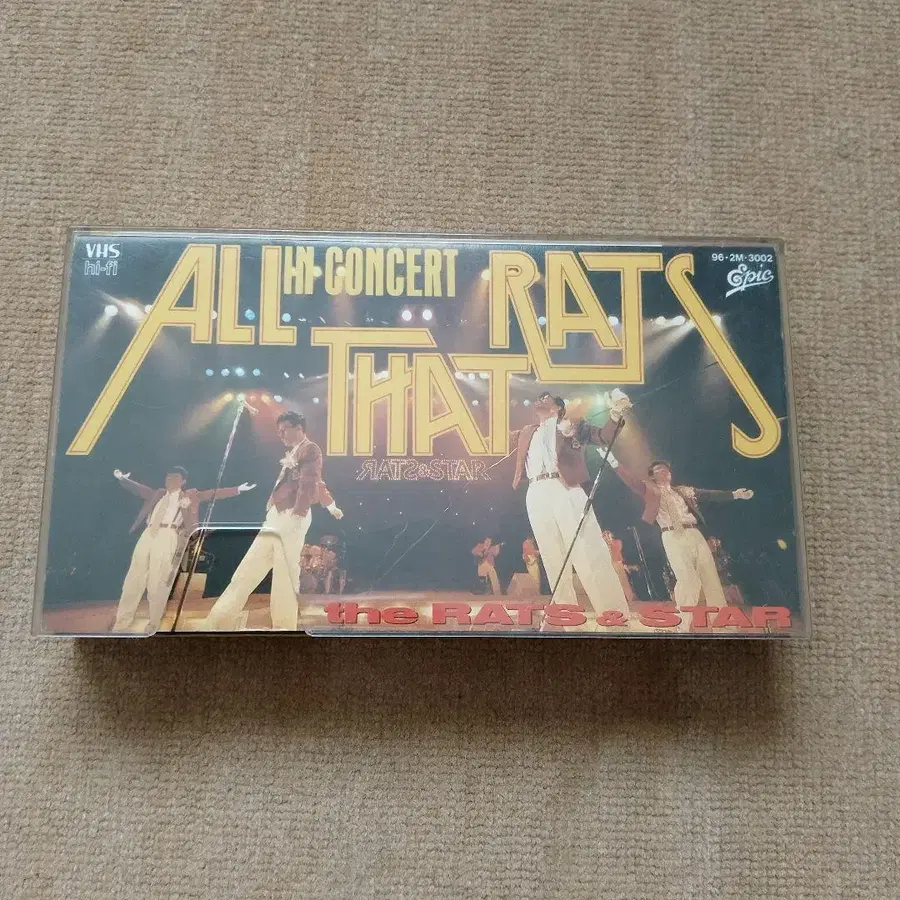 VHS
hi-fi
ALL
IN·CONCERT
THAT
RATS
96·2M·3002
Epic
RATS&STAR
the RATS & STAR